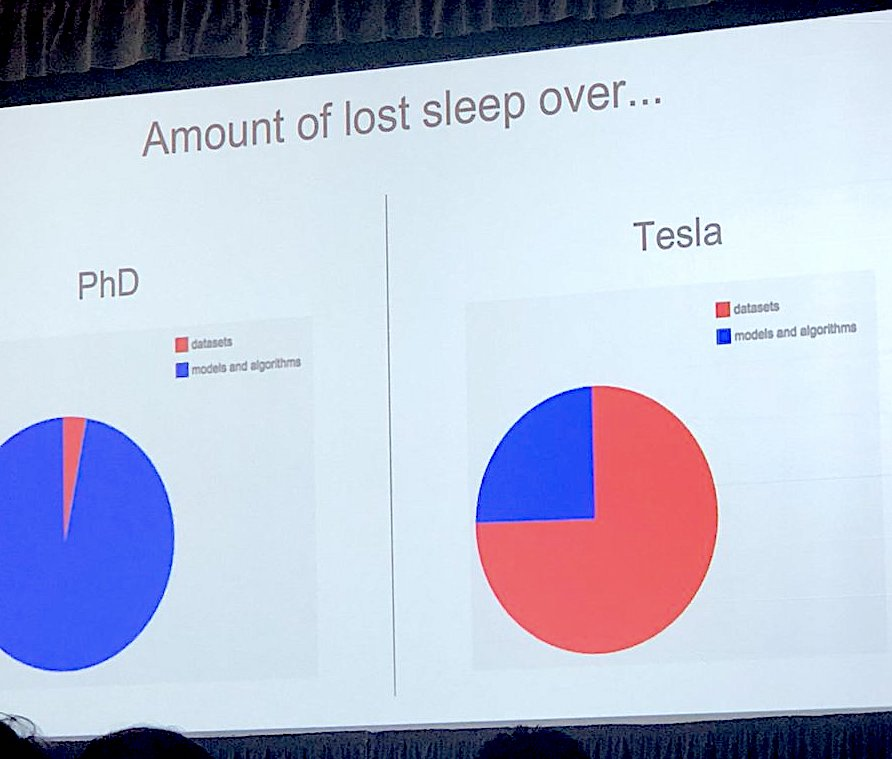 Amount of lost sleep over...
PhD
datasets
models and algorithms
Tesla
datasets
models and algorithms